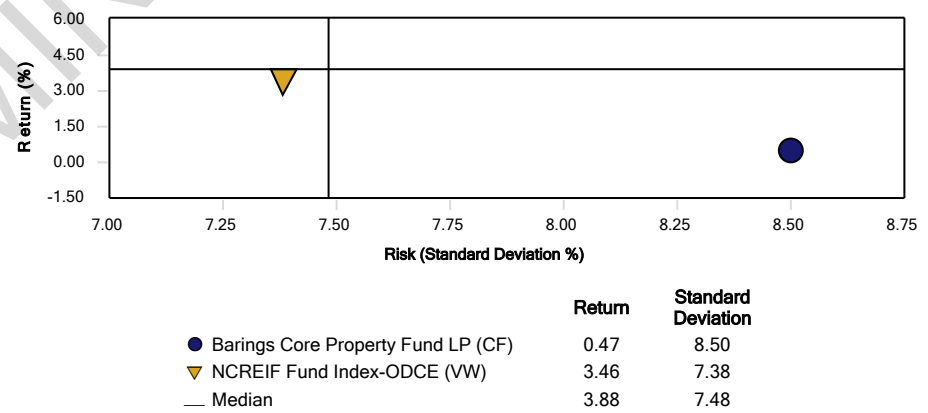 6.00
4.50
3.00
1.50
0.00
-1.50
Return (%)
7.00 7.25 7.50 7.75 8.00 8.25 8.50 8.75
Risk (Standard Deviation %)
Return Standard Deviation
Barings Core Property Fund LP (CF) 0.47 8.50
NCREIF Fund Index-ODCE (VW) 3.46 7.38
Median 3.88 7.48